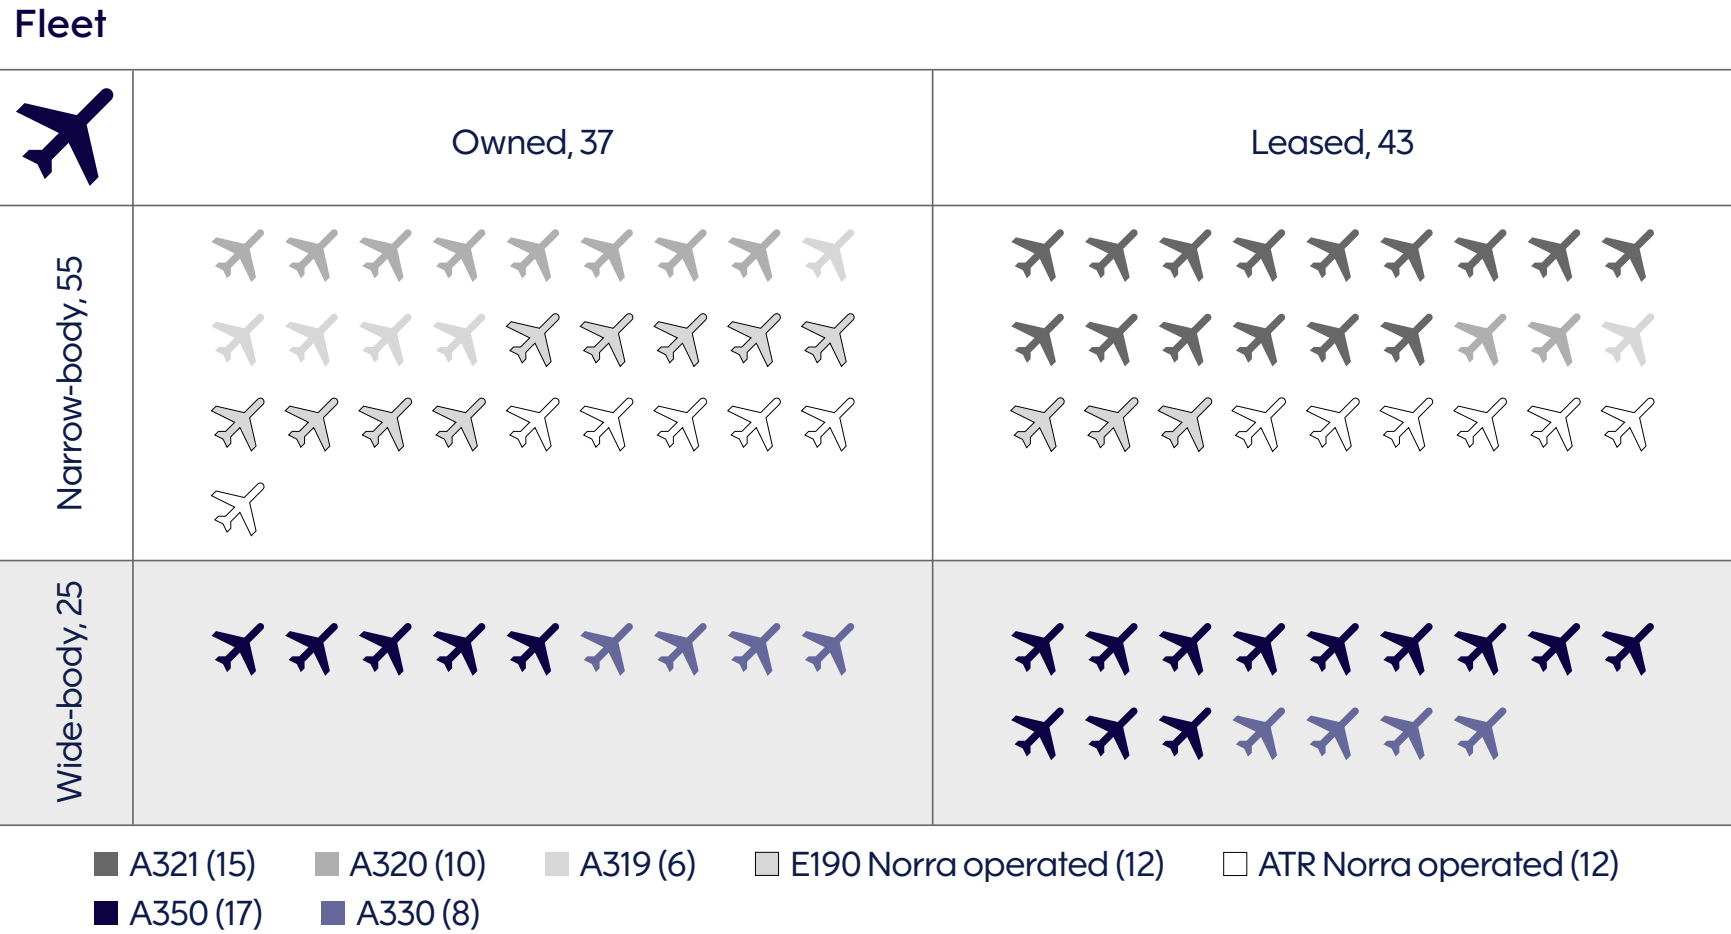 Fleet
Owned, 37
Leased, 43
Narrow-body, 55
Wide-body, 25
A321 (15)
A320 (10)
A319 (6)
E190 Norra operated (12)
ATR Norra operated (12)
A350 (17)
A330 (8)